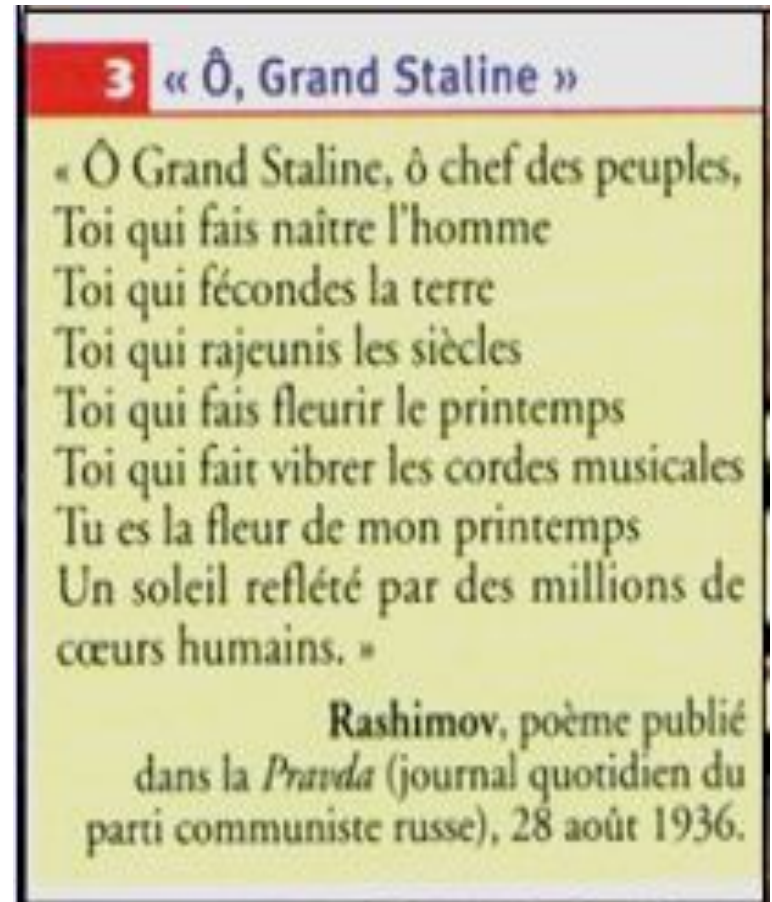 3 « Ô, Grand Staline »
« Ô Grand Staline, ô chef des peuples,
Toi qui fais naître l'homme
Toi qui fécondes la terre
Toi qui rajeunis les siècles
Toi qui fais fleurir le printemps
Toi qui fait vibrer les cordes musicales
Tu es la fleur de mon printemps
Un soleil reflété par des millions de
cœurs humains. »
Rashimov, poème publié
dans la Pravda (journal quotidien du
parti communiste russe), 28 août 1936.